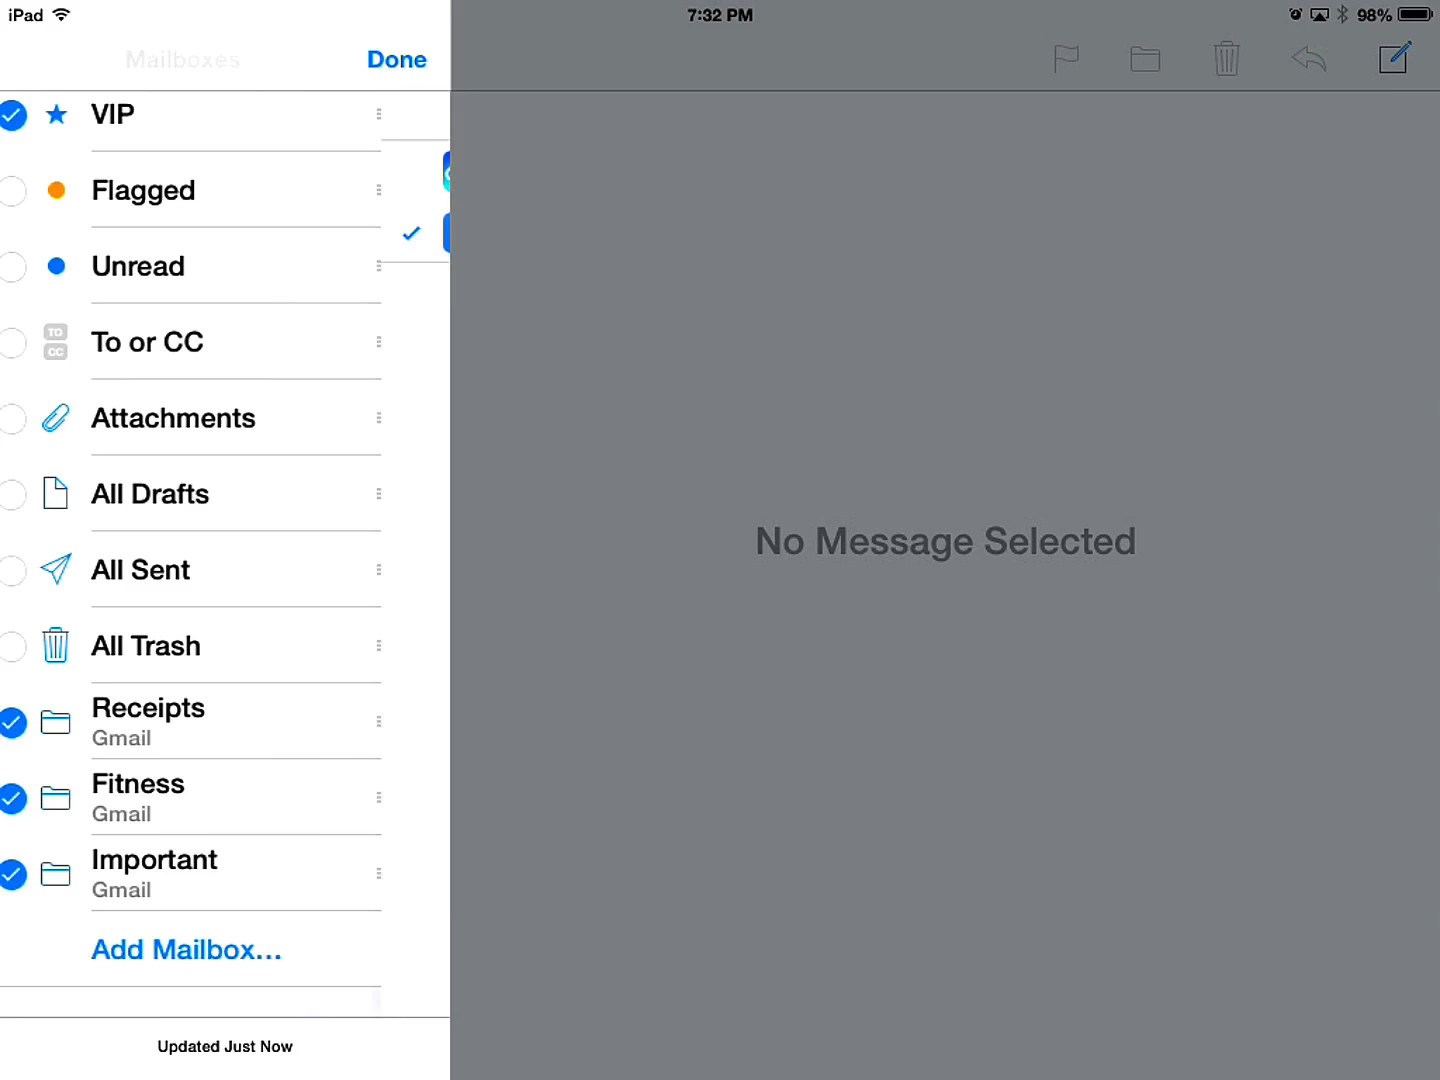 iPad
7:32 PM
98%
Mailboxes
Done
VIP
Flagged
Unread
TO
CC
To or CC
Attachments
All Drafts
All Sent
All Trash
Receipts
Gmail
Fitness
Gmail
Important
Gmail
Add Mailbox...
Updated Just Now
No Message Selected